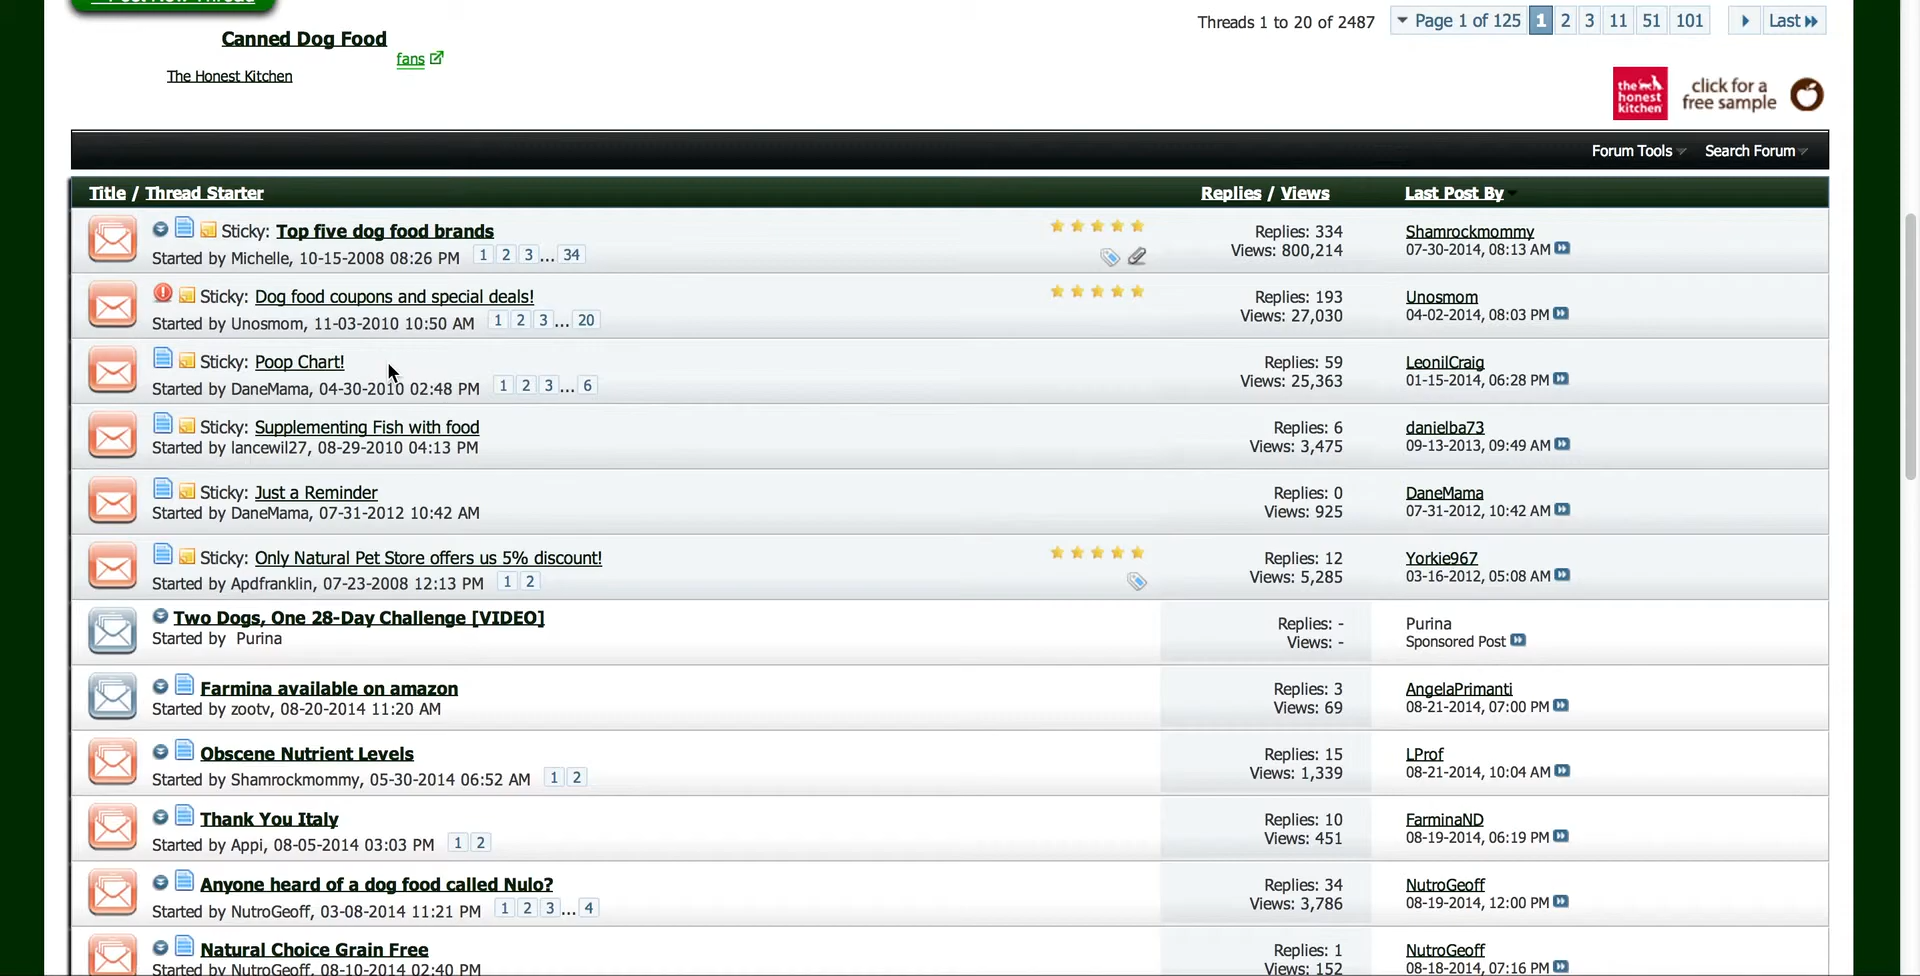 Threads 1 to 20 of 2487 Page 1 of 125 1 2 3 11 51 101 Last
Canned Dog Food
fans
The Honest Kitchen
the honest kitchen click for a free sample
Forum Tools Search Forum
Title / Thread Starter Replies / Views Last Post By
Sticky: Top five dog food brands Replies: 334 Shamrockmommy
Started by Michelle, 10-15-2008 08:26 PM 1 2 3 ... 34 Views: 800,214 07-30-2014, 08:13 AM
Sticky: Dog food coupons and special deals! Replies: 193 Unosmom
Started by Unosmom, 11-03-2010 10:50 AM 1 2 3 ... 20 Views: 27,030 04-02-2014, 08:03 PM
Sticky: Poop Chart! Replies: 59 LeonilCraig
Started by DaneMama, 04-30-2010 02:48 PM 1 2 3 ... 6 Views: 25,363 01-15-2014, 06:28 PM
Sticky: Supplementing Fish with food Replies: 6 danielba73
Started by lancewil27, 08-29-2010 04:13 PM Views: 3,475 09-13-2013, 09:49 AM
Sticky: Just a Reminder Replies: 0 DaneMama
Started by DaneMama, 07-31-2012 10:42 AM Views: 925 07-31-2012, 10:42 AM
Sticky: Only Natural Pet Store offers us 5% discount! Replies: 12 Yorkie967
Started by Apdfranklin, 07-23-2008 12:13 PM 1 2 Views: 5,285 03-16-2012, 05:08 AM
Two Dogs, One 28-Day Challenge [VIDEO] Replies: - Purina
Started by Purina Views: - Sponsored Post
Farmina available on amazon Replies: 3 AngelaPrimanti
Started by zootv, 08-20-2014 11:20 AM Views: 69 08-21-2014, 07:00 PM
Obscene Nutrient Levels Replies: 15 LProf
Started by Shamrockmommy, 05-30-2014 06:52 AM 1 2 Views: 1,339 08-21-2014, 10:04 AM
Thank You Italy Replies: 10 FarminaND
Started by Appi, 08-05-2014 03:03 PM 1 2 Views: 451 08-19-2014, 06:19 PM
Anyone heard of a dog food called Nulo? Replies: 34 NutroGeoff
Started by NutroGeoff, 03-08-2014 11:21 PM 1 2 3 ... 4 Views: 3,786 08-19-2014, 12:00 PM
Natural Choice Grain Free Replies: 1 NutroGeoff
Started by NutroGeoff, 08-10-2014 02:40 PM Views: 152 08-18-2014, 07:16 PM